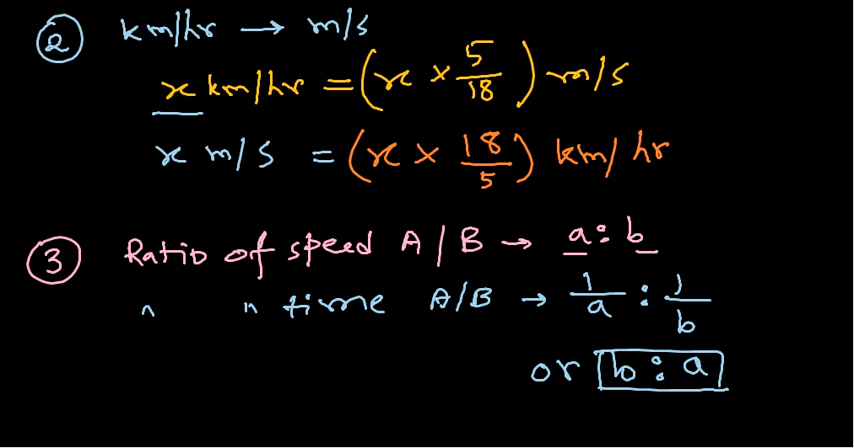 ② km/hr → m/s
x km/hr = (x × 5/18) m/s
x m/s = (x × 18/5) km/hr
③ Ratio of speed A/B → a : b
" " time A/B → 1/a : 1/b
or b : a